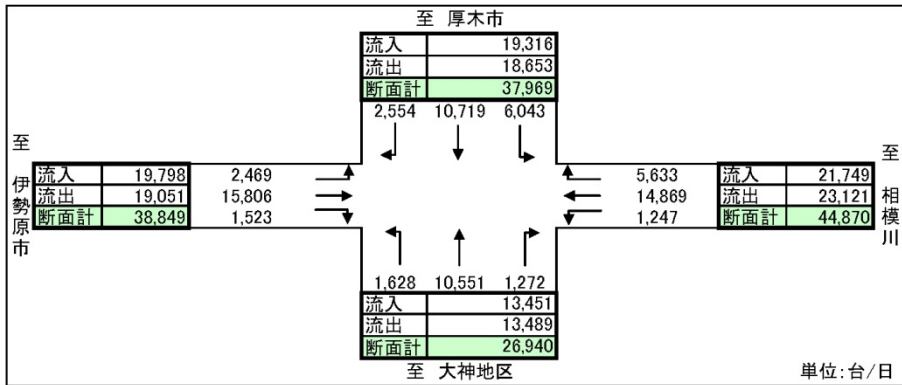 至 厚木市
流入 19,316
流出 18,653
断面計 37,969
2,554 10,719 6,043
至 伊勢原市
流入 19,798
流出 19,051
断面計 38,849
2,469
15,806
1,523
5,633
14,869
1,247
流入 21,749
流出 23,121
断面計 44,870
至 相模川
1,628 10,551 1,272
流入 13,451
流出 13,489
断面計 26,940
至 大神地区
単位:台/日